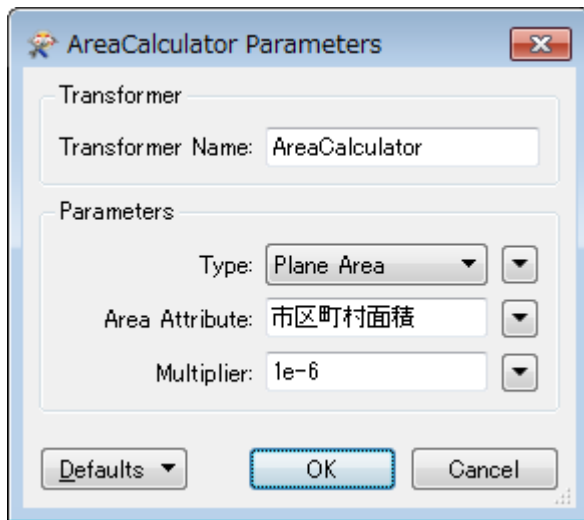 AreaCalculator Parameters
Transformer
Transformer Name: AreaCalculator
Parameters
Type: Plane Area
Area Attribute: 市区町村面積
Multiplier: 1e-6
Defaults OK Cancel